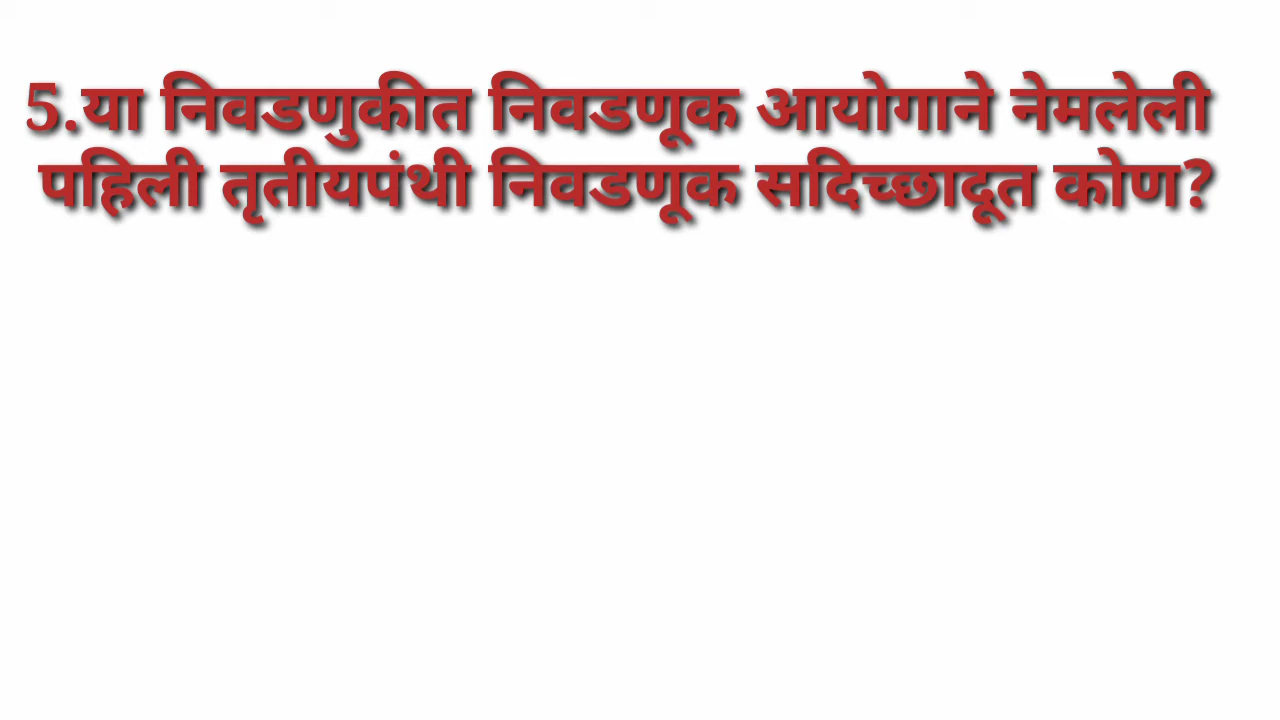 5.या निवडणुकीत निवडणूक आयोगाने नेमलेली
पहिली तृतीयपंथी निवडणूक सदिच्छादूत कोण?